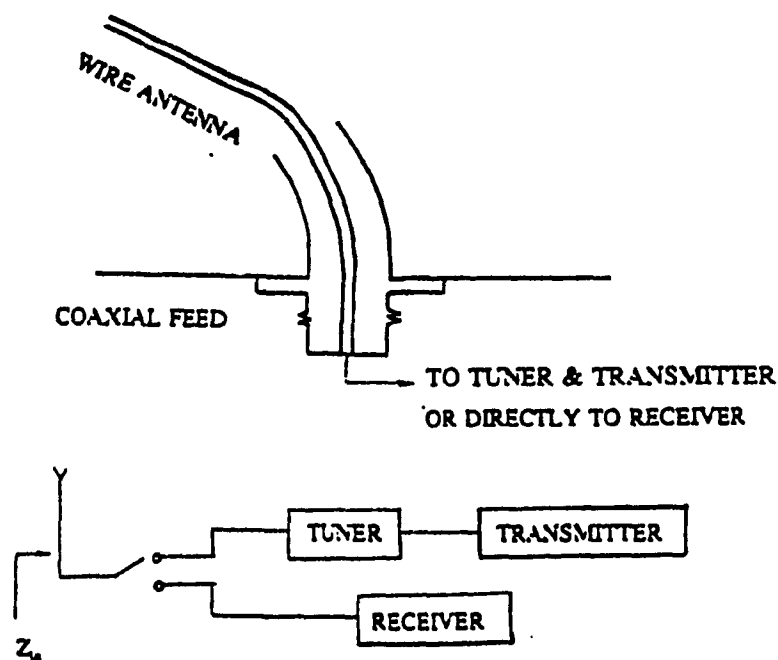 WIRE ANTENNA
COAXIAL FEED
TO TUNER & TRANSMITTER
OR DIRECTLY TO RECEIVER
TUNER
TRANSMITTER
RECEIVER